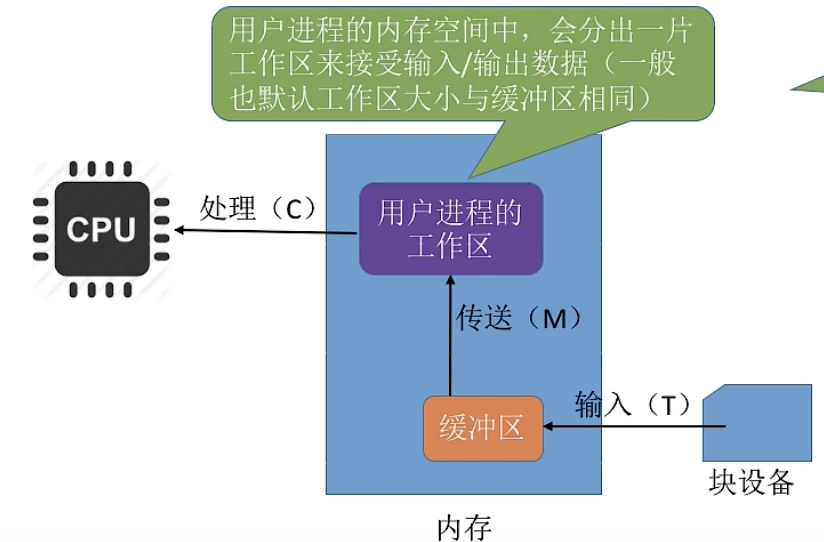 用户进程的内存空间中，会分出一片
工作区来接受输入/输出数据（一般
也默认工作区大小与缓冲区相同）
CPU
处理（C）
用户进程的
工作区
传送（M）
缓冲区
输入（T）
块设备
内存